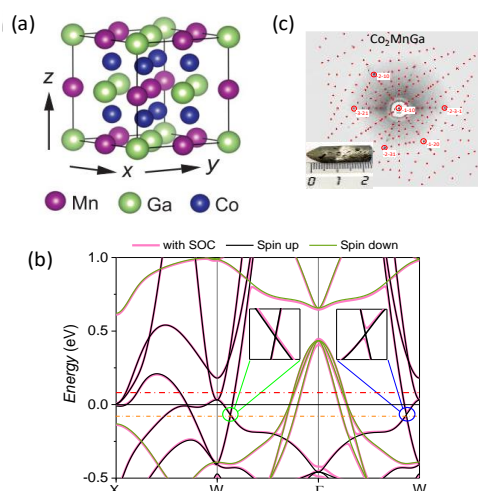 (a)
z
x
y
Mn
Ga
Co
(c)
Co₂MnGa
0 1 2
(b)
with SOC
Spin up
Spin down
Energy (eV)
1.0
0.5
0.0
-0.5
X
W
Γ
W